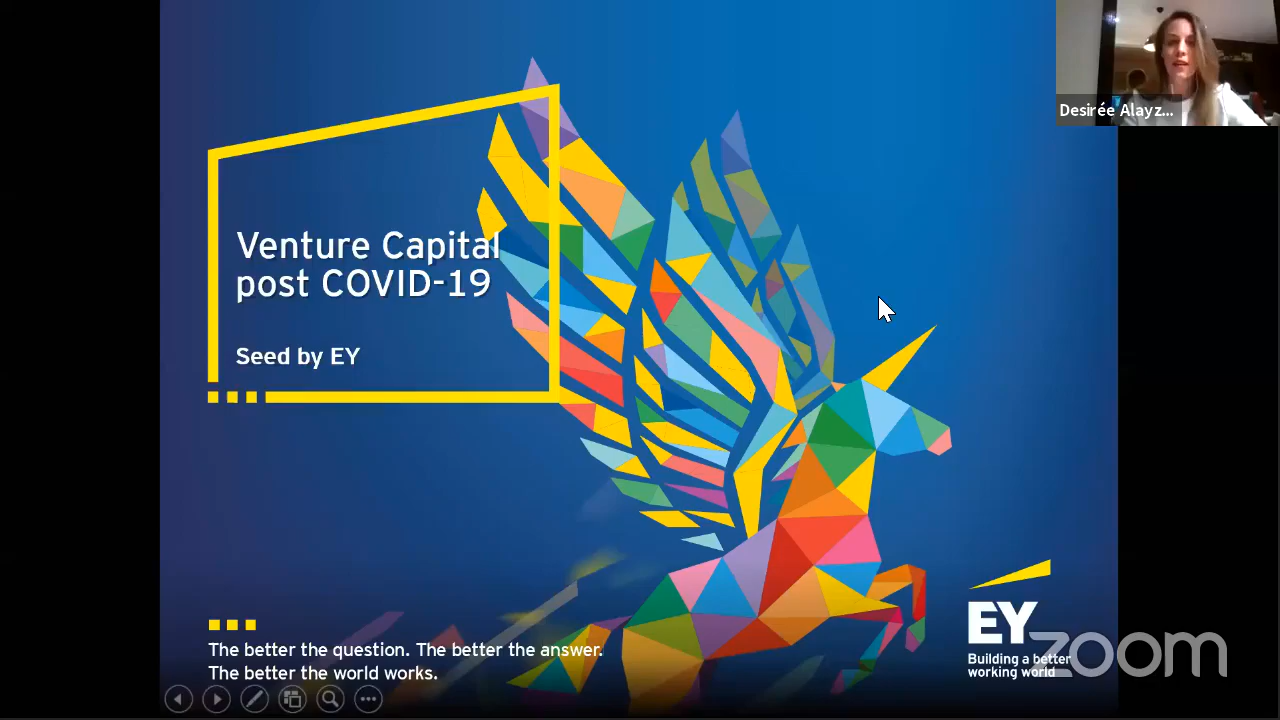 Desirée Alayz...
Venture Capital
post COVID-19
Seed by EY
The better the question. The better the answer.
The better the world works.
EY
Building a better
working world
zoom